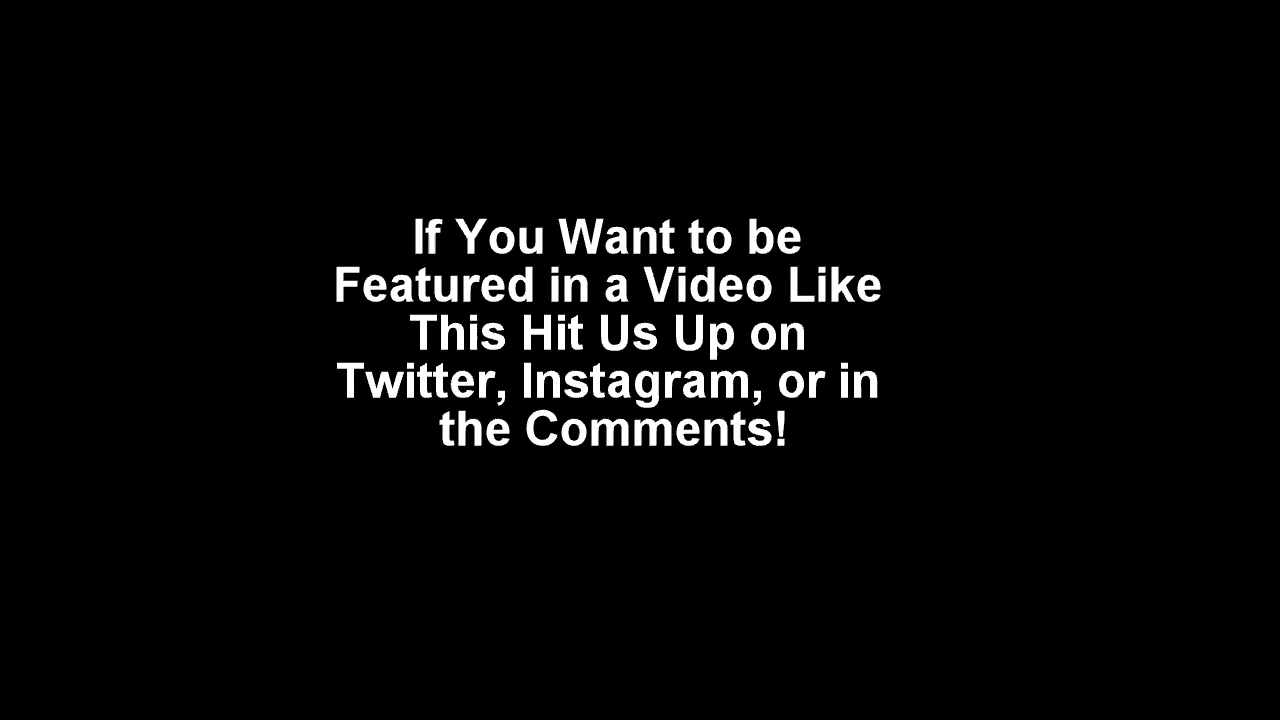 If You Want to be
Featured in a Video Like
This Hit Us Up on
Twitter, Instagram, or in
the Comments!